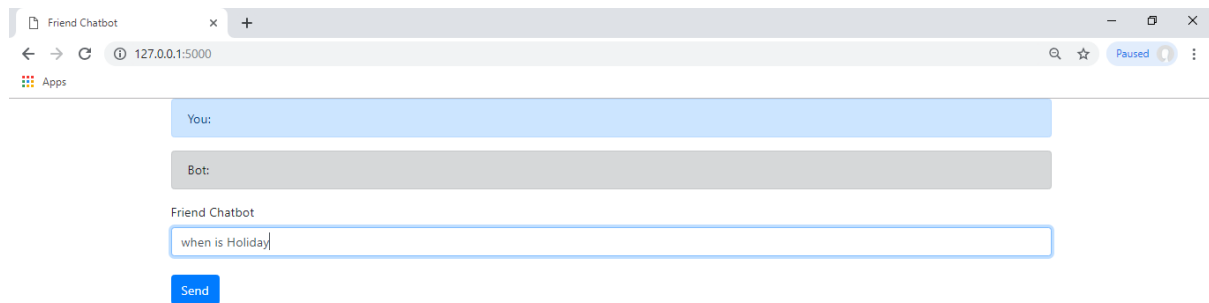 Friend Chatbot
127.0.0.1:5000
Paused
Apps
You:
Bot:
Friend Chatbot
when is Holiday
Send